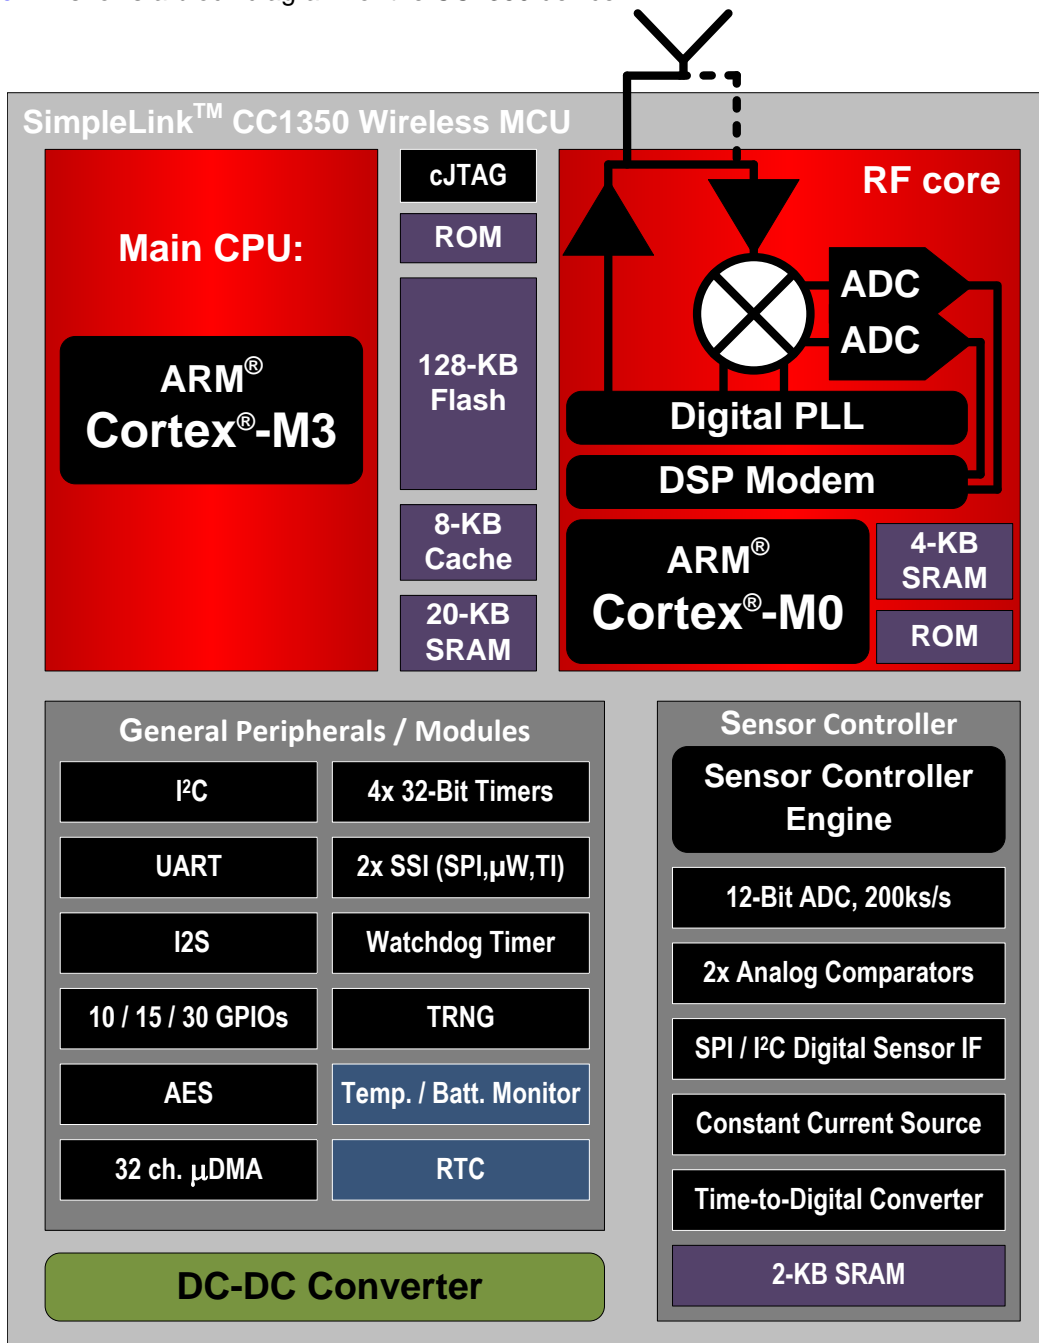 SimpleLink™ CC1350 Wireless MCU
cJTAG
ROM
Main CPU:
ARM®
Cortex®-M3
128-KB
Flash
8-KB
Cache
20-KB
SRAM
RF core
ADC
ADC
Digital PLL
DSP Modem
ARM®
Cortex®-M0
4-KB
SRAM
ROM
General Peripherals / Modules
I²C
4x 32-Bit Timers
UART
2x SSI (SPI,µW,TI)
I2S
Watchdog Timer
10 / 15 / 30 GPIOs
TRNG
AES
Temp. / Batt. Monitor
32 ch. µDMA
RTC
Sensor Controller
Sensor Controller
Engine
12-Bit ADC, 200ks/s
2x Analog Comparators
SPI / I²C Digital Sensor IF
Constant Current Source
Time-to-Digital Converter
2-KB SRAM
DC-DC Converter